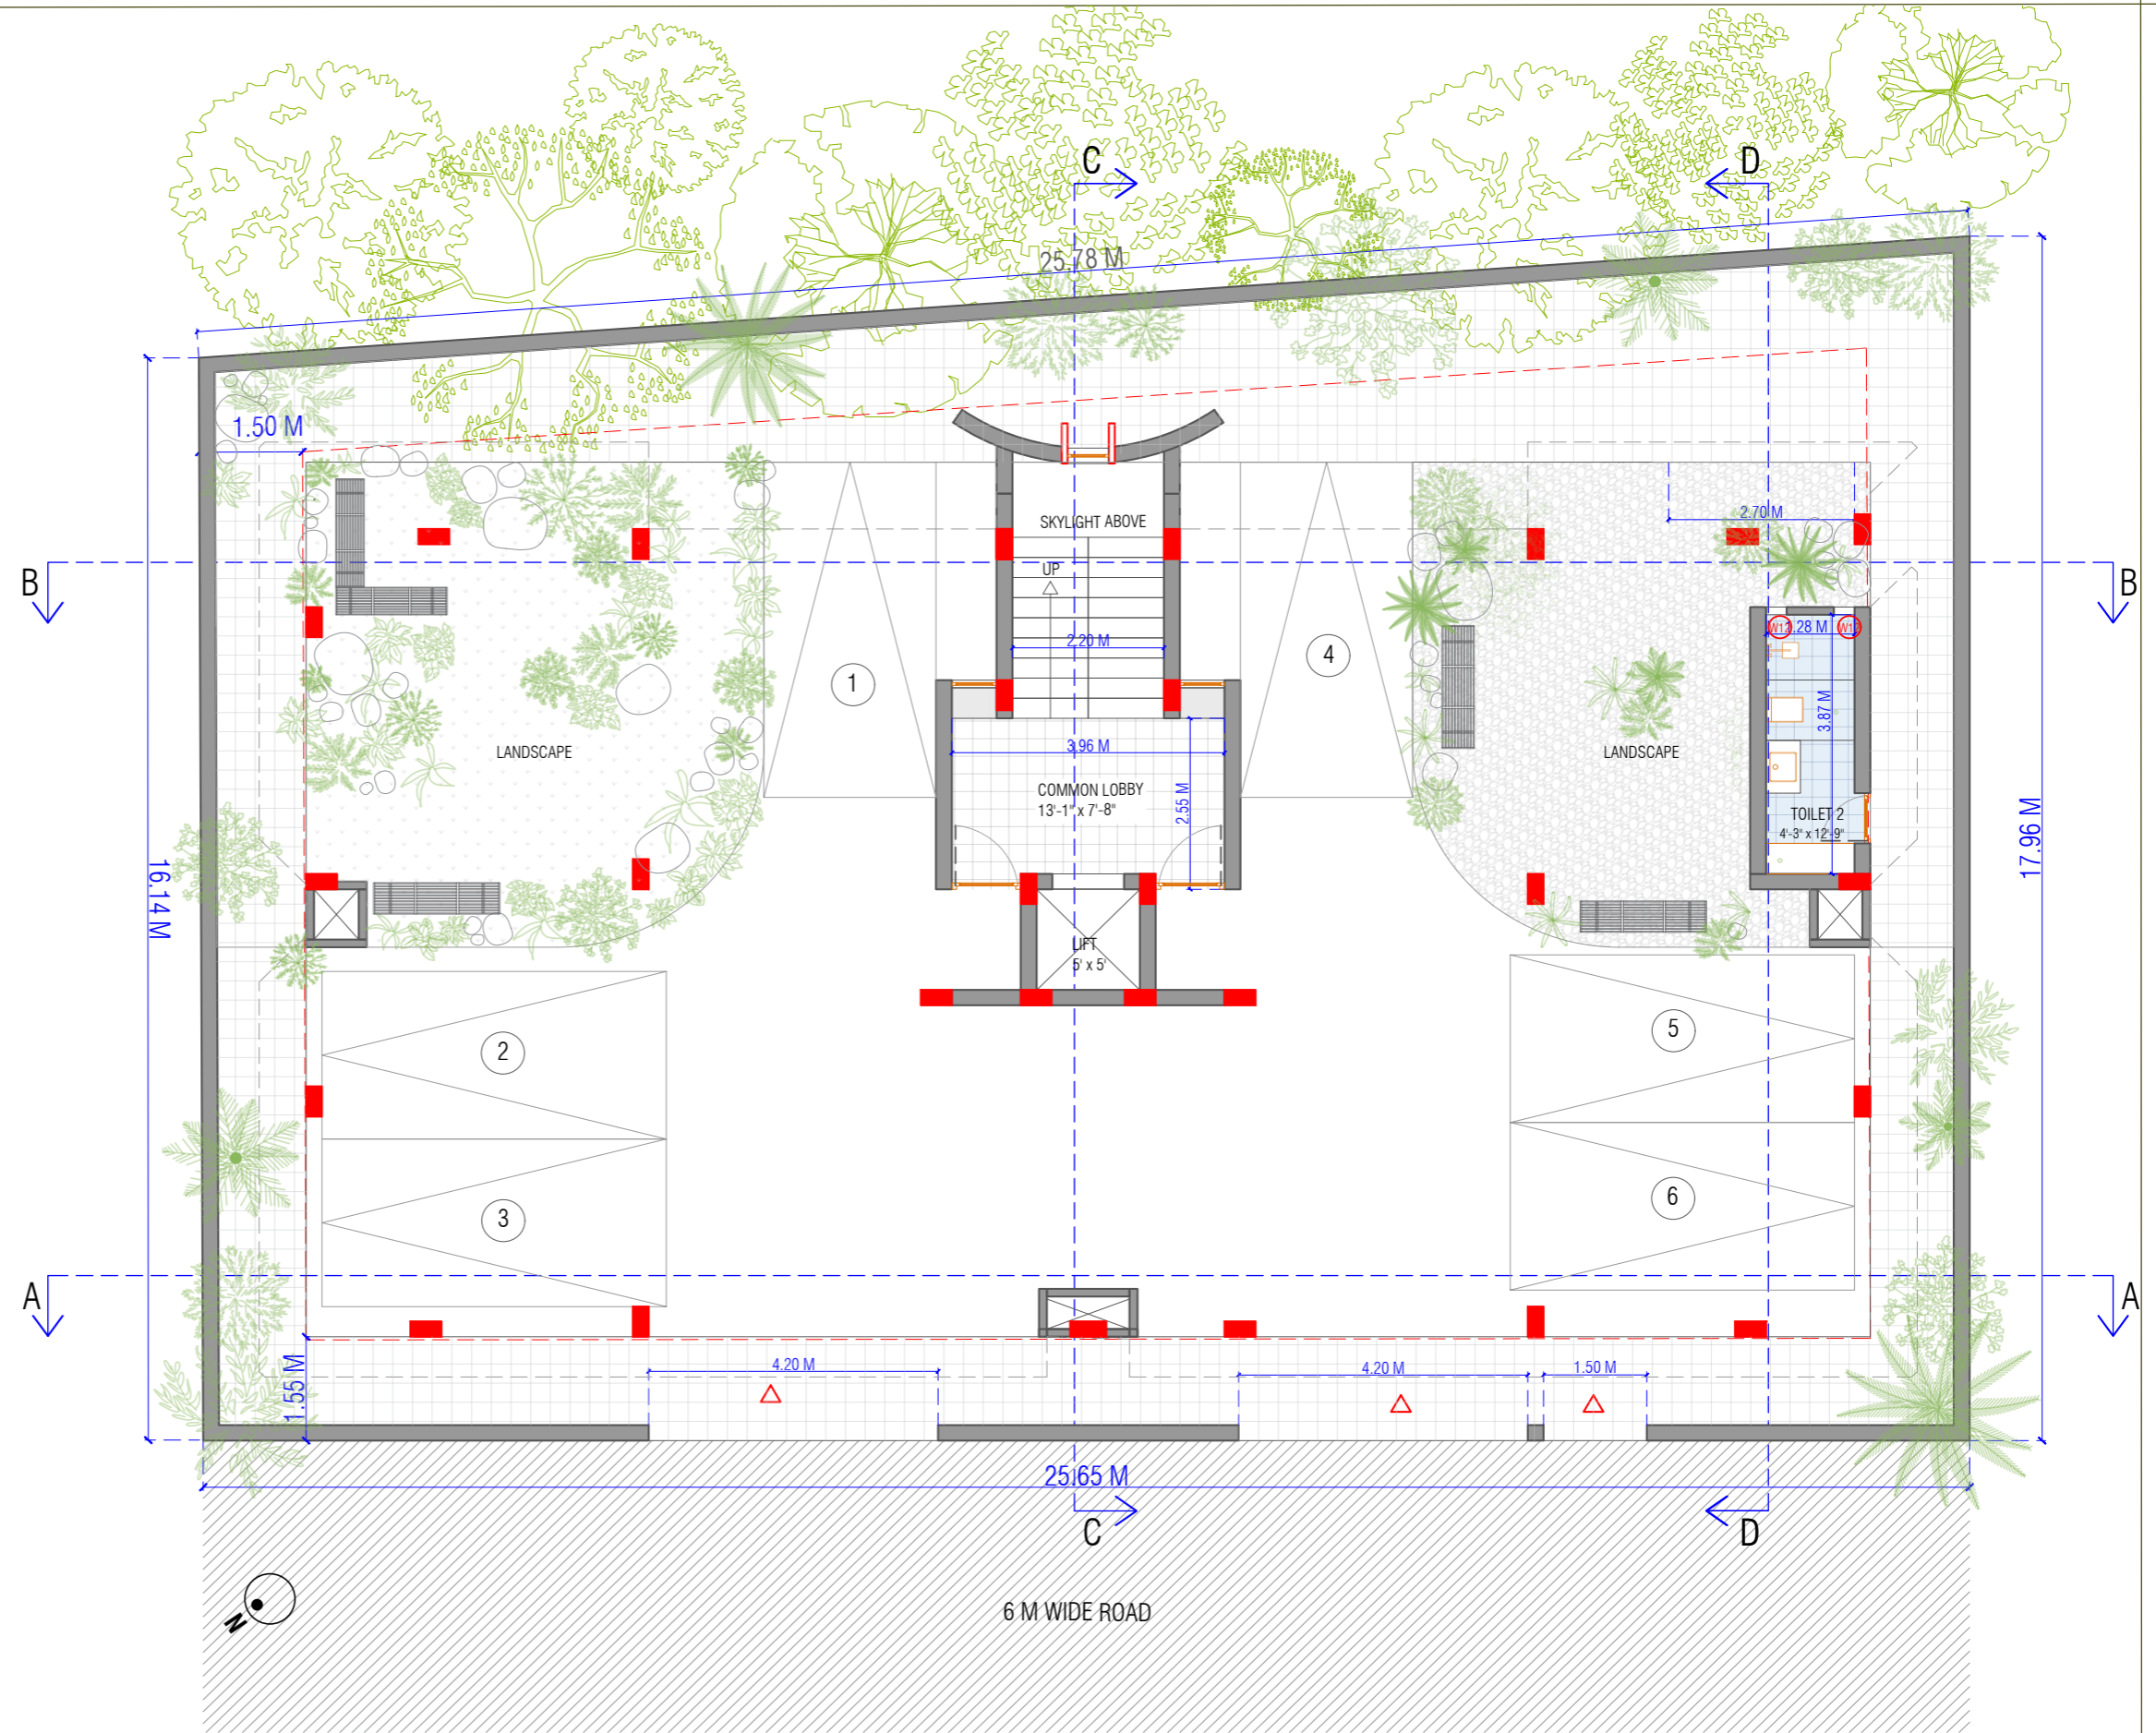 C
D
25.78 M
1.50 M
SKYLIGHT ABOVE
2.70 M
B
UP
B
2.20 M
4
1
3.87 M
3.96 M
LANDSCAPE
LANDSCAPE
COMMON LOBBY
13'-1" x 7'-8"
2.55 M
TOILET 2
4'-3" x 12'-9"
17.96 M
16.14 M
LIFT
5' x 5'
5
2
6
3
A
A
4.20 M
4.20 M
1.50 M
1.55 M
25.65 M
C
D
N
6 M WIDE ROAD